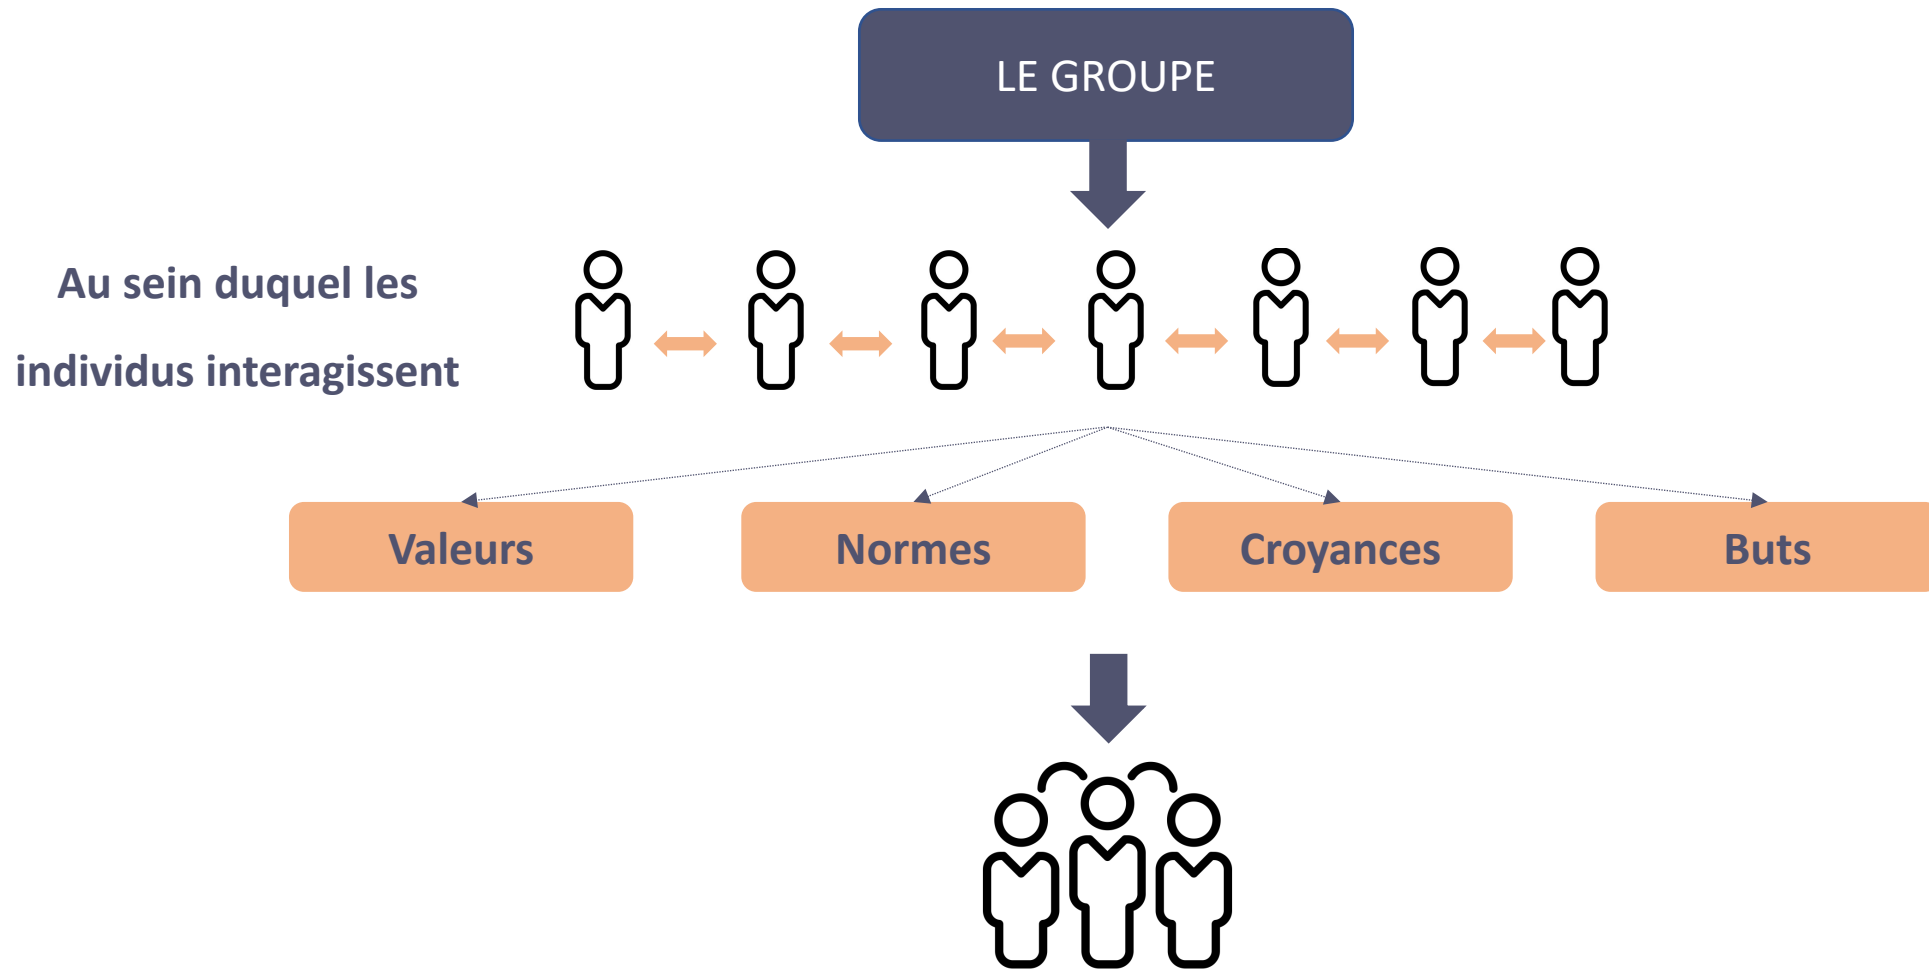 LE GROUPE
Au sein duquel les
individus interagissent
Valeurs
Normes
Croyances
Buts